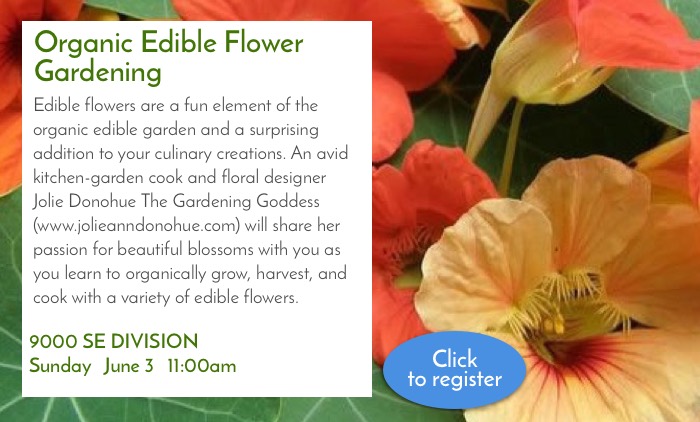 Organic Edible Flower
Gardening
Edible flowers are a fun element of the
organic edible garden and a surprising
addition to your culinary creations. An avid
kitchen-garden cook and floral designer
Jolie Donohue The Gardening Goddess
(www.jolieanndonohue.com) will share her
passion for beautiful blossoms with you as
you learn to organically grow, harvest, and
cook with a variety of edible flowers.
9000 SE DIVISION
Sunday June 3 11:00am
Click
to register